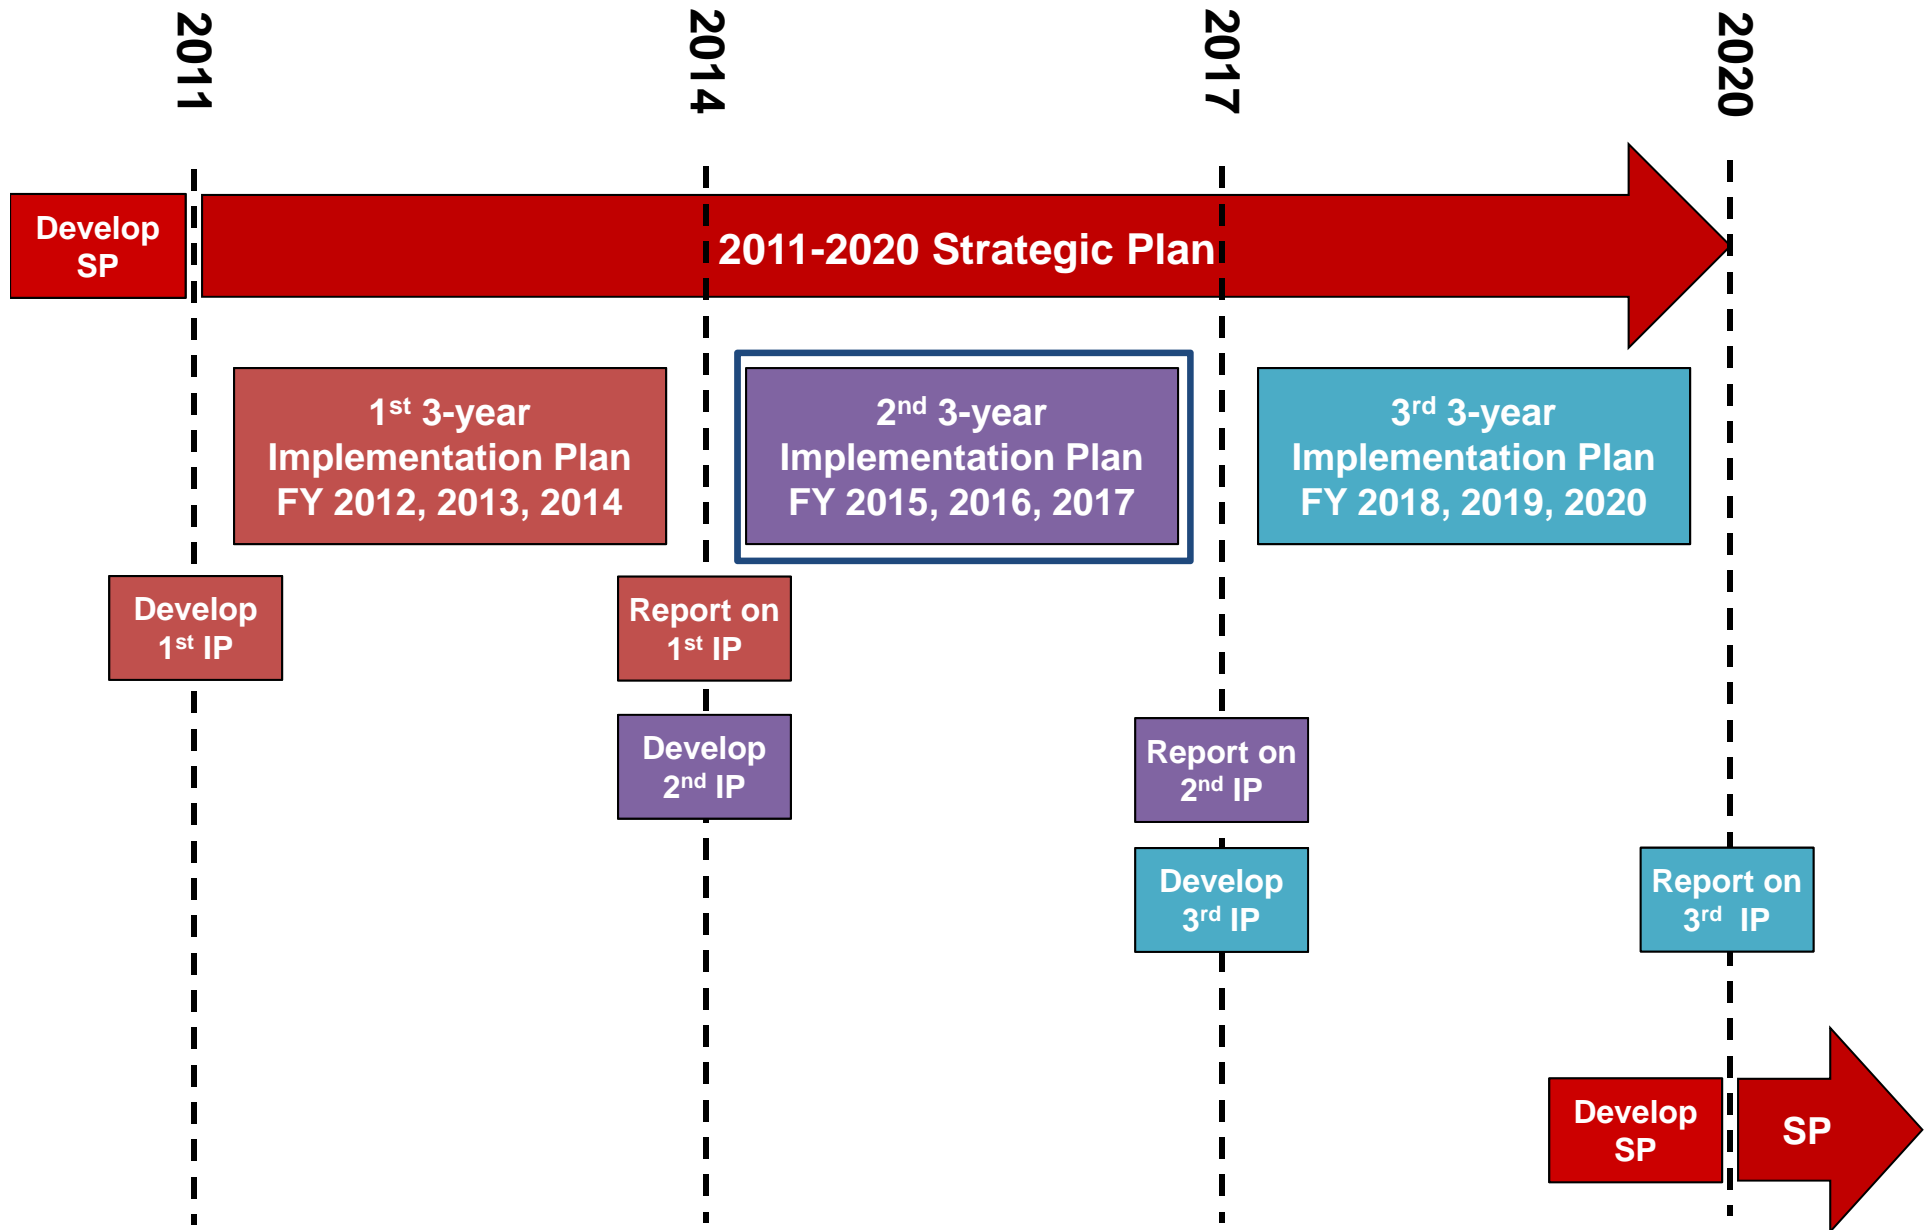 2011
2014
2017
2020
Develop
SP
2011-2020 Strategic Plan
1st 3-year
Implementation Plan
FY 2012, 2013, 2014
2nd 3-year
Implementation Plan
FY 2015, 2016, 2017
3rd 3-year
Implementation Plan
FY 2018, 2019, 2020
Develop
1st IP
Report on
1st IP
Develop
2nd IP
Report on
2nd IP
Develop
3rd IP
Report on
3rd IP
Develop
SP
SP